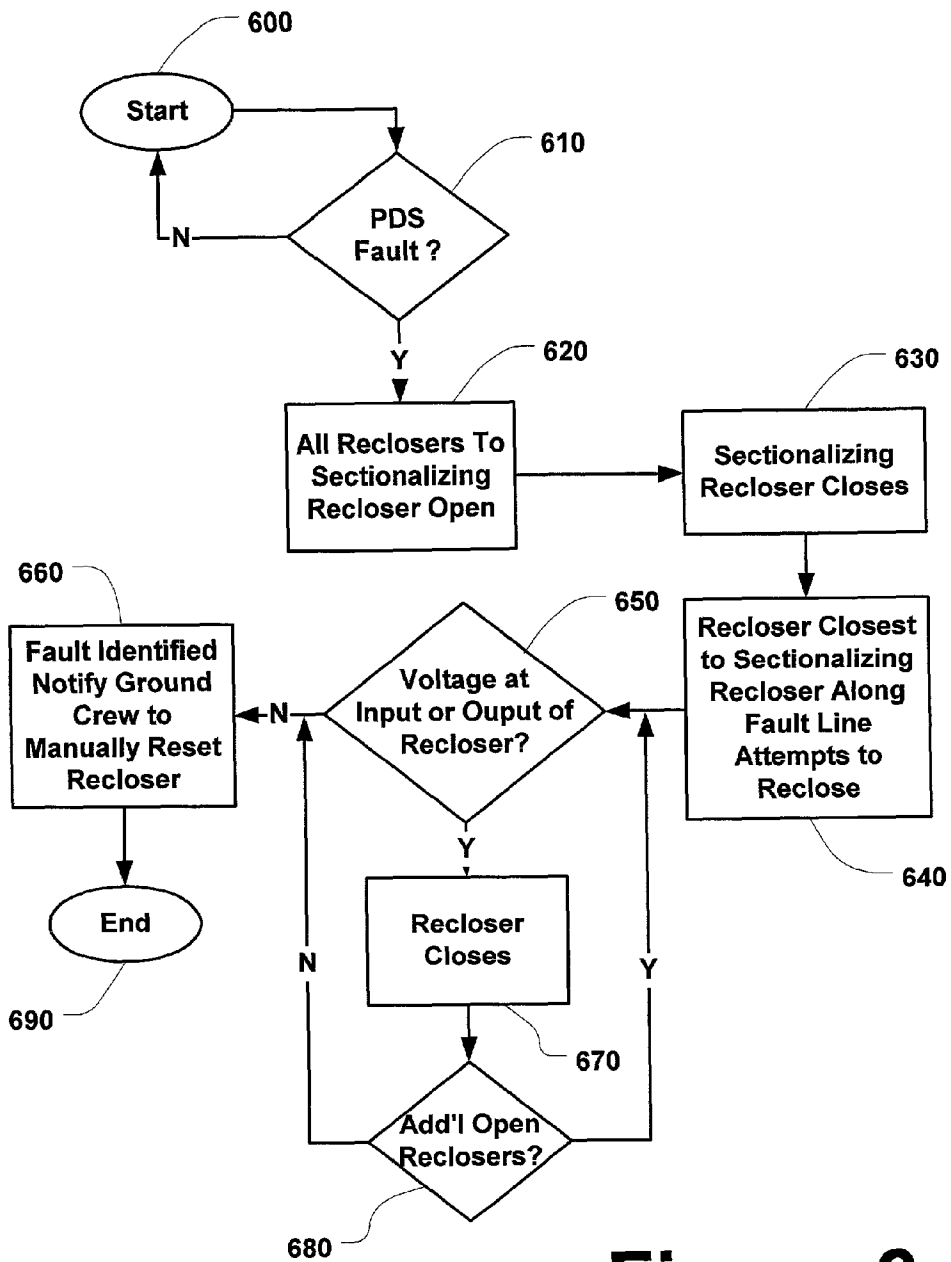 600
Start
610
PDS
Fault ?
N
Y
620
All Reclosers To
Sectionalizing
Recloser Open
630
Sectionalizing
Recloser Closes
640
Recloser Closest
to Sectionalizing
Recloser Along
Fault Line
Attempts to
Reclose
650
Voltage at
Input or Ouput of
Recloser?
N
Y
660
Fault Identified
Notify Ground
Crew to
Manually Reset
Recloser
End
690
Recloser
Closes
670
N
Y
Add'l Open
Reclosers?
680